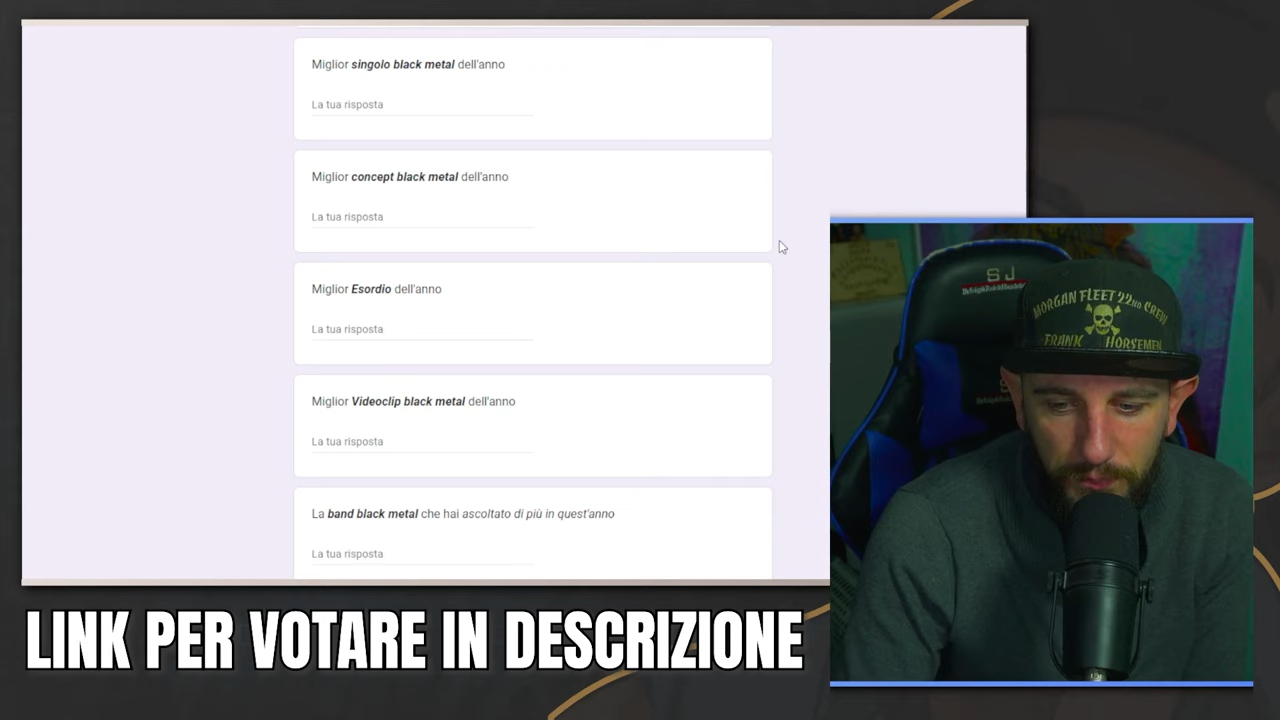 Miglior singolo black metal dell'anno
La tua risposta
Miglior concept black metal dell'anno
La tua risposta
Miglior Esordio dell'anno
La tua risposta
Miglior Videoclip black metal dell'anno
La tua risposta
La band black metal che hai ascoltato di più in quest'anno
La tua risposta
SJ
MORGAN FLEET 22ND CREW
FRANK HORSEMEN
LINK PER VOTARE IN DESCRIZIONE